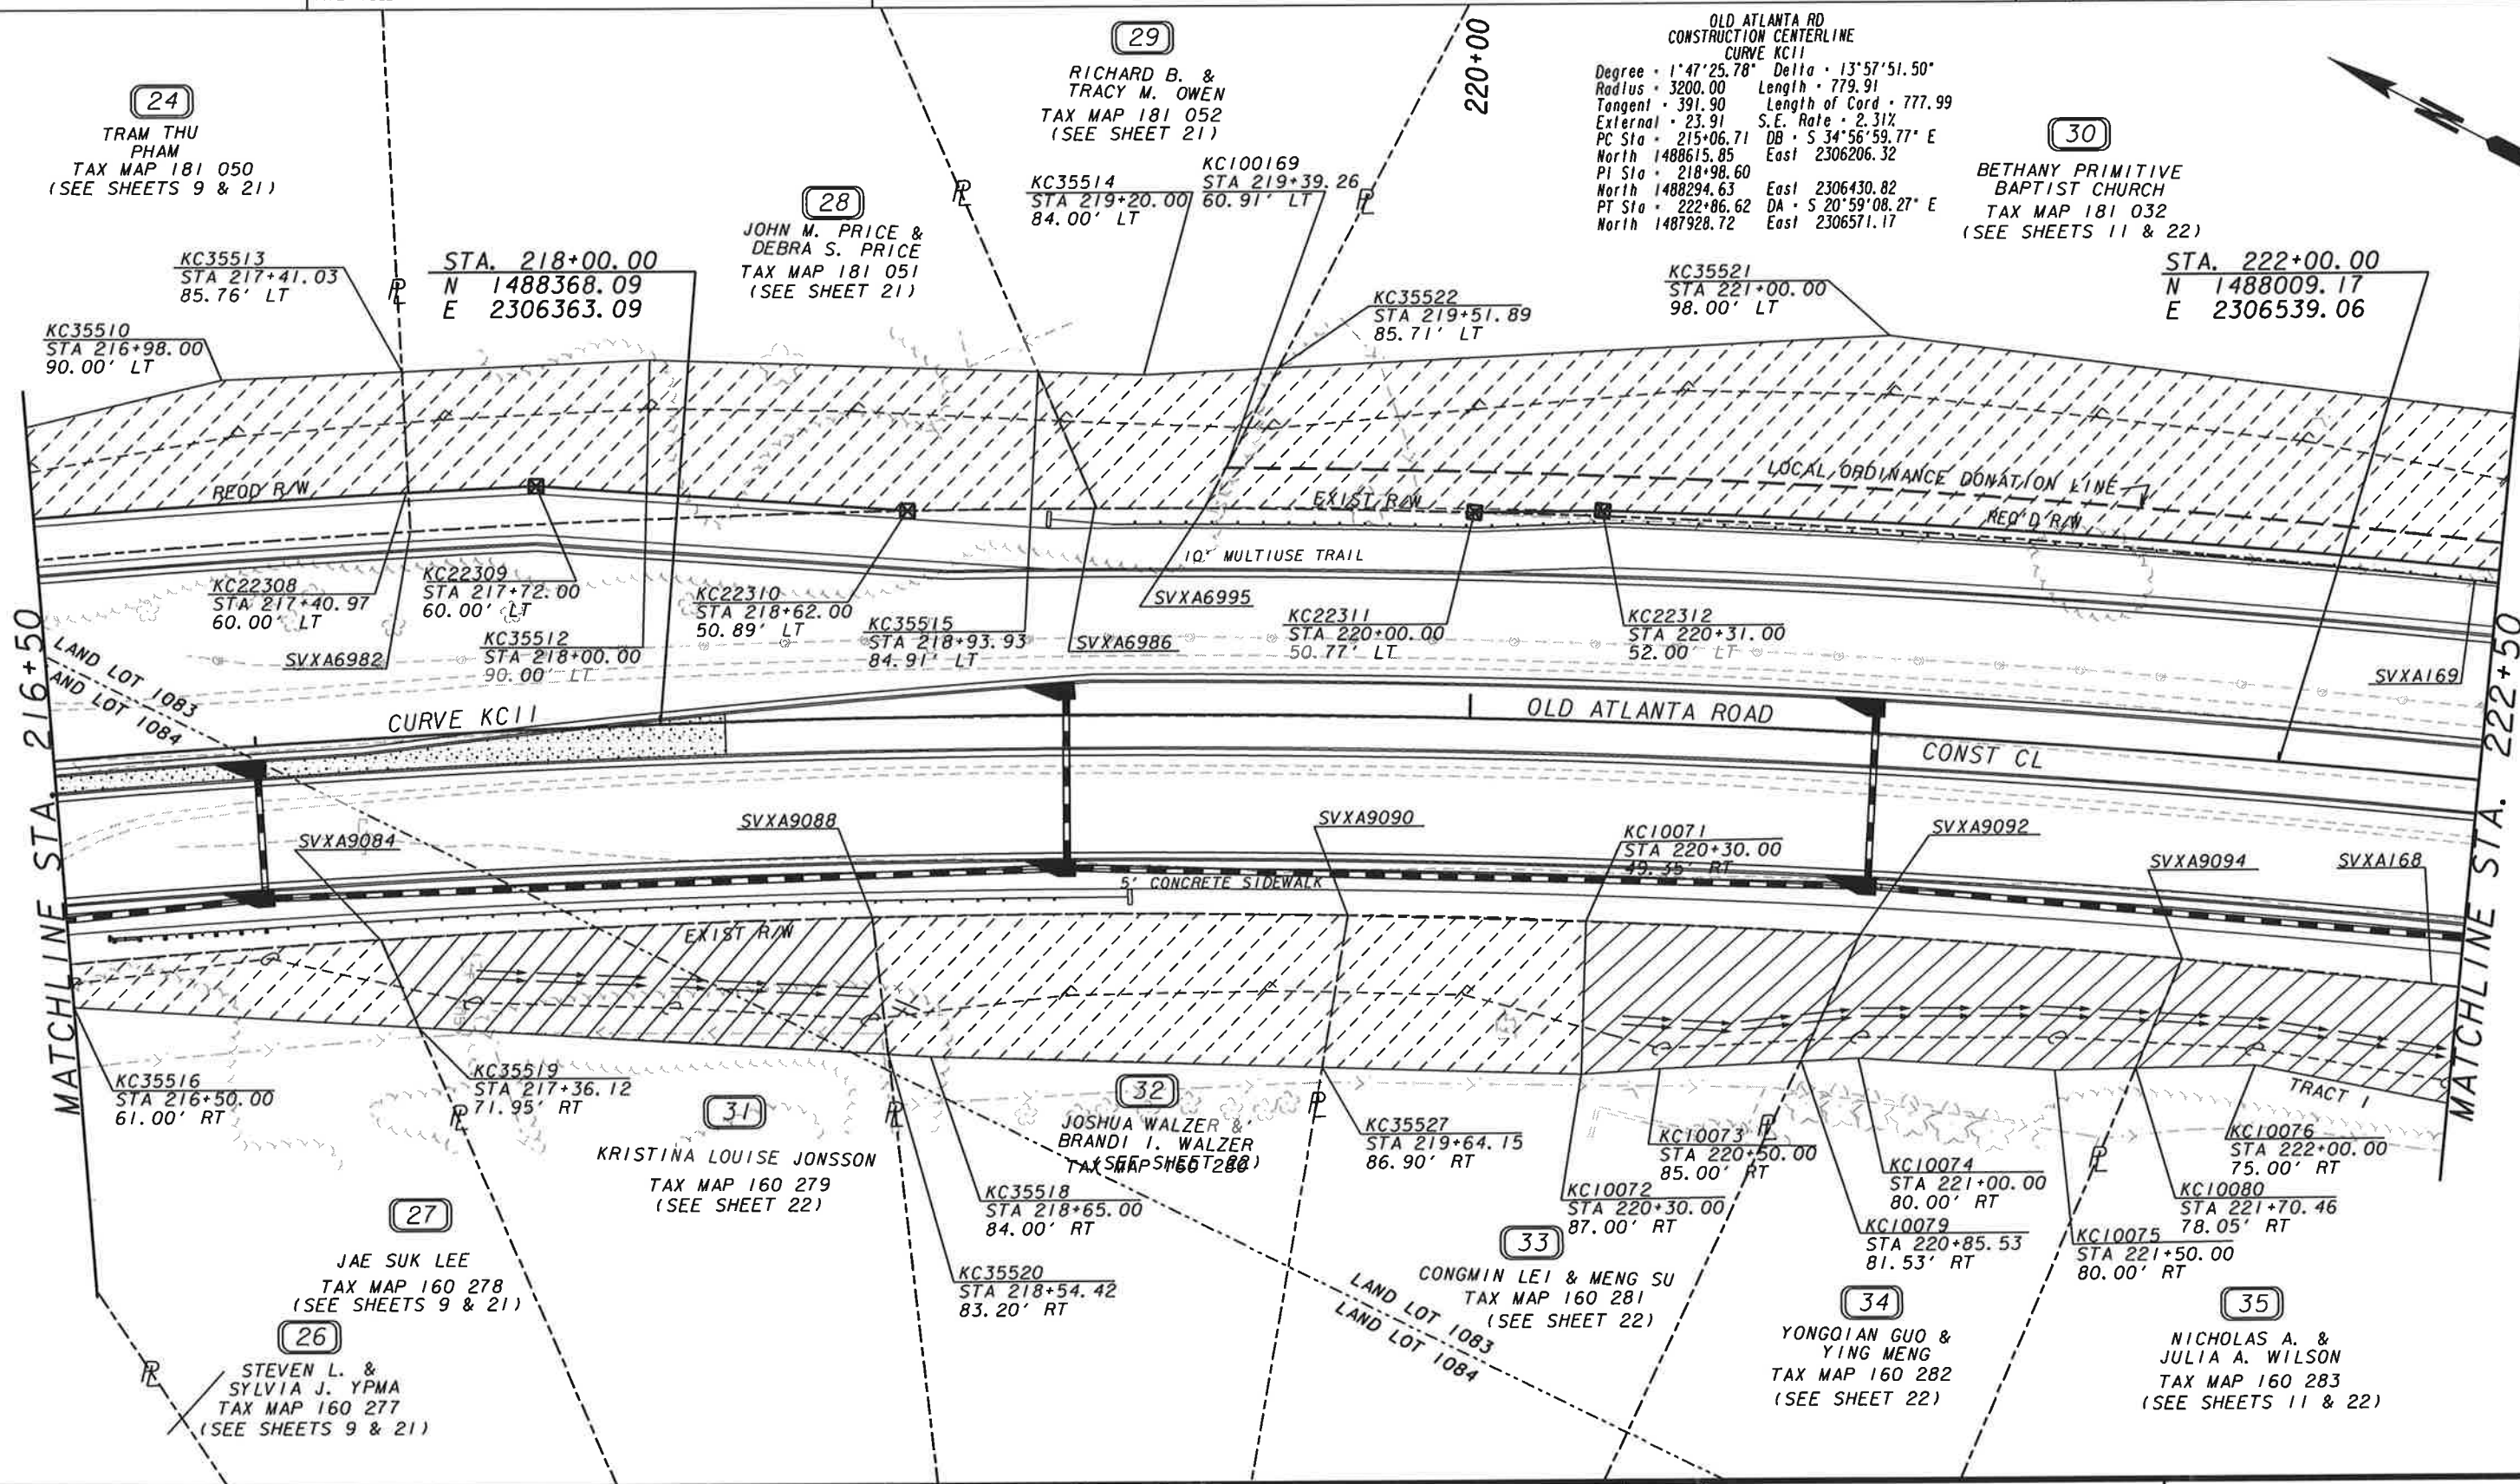 24
TRAM THU
PHAM
TAX MAP 181 050
(SEE SHEETS 9 & 21)
29
RICHARD B. &
TRACY M. OWEN
TAX MAP 181 052
(SEE SHEET 21)
220+00
OLD ATLANTA RD
CONSTRUCTION CENTERLINE
CURVE KC11
Degree = 1°47'25.78" Delta = 13°57'51.50"
Radius = 3200.00 Length = 779.91
Tangent = 391.90 Length of Cord = 777.99
External = 23.91 S.E. Rate = 2.31%
PC Sta = 215+06.71 DB = S 34°56'59.77" E
North 1488615.85 East 2306206.32
PI Sta = 218+98.60
North 1488294.63 East 2306430.82
PT Sta = 222+86.62 DA = S 20°59'08.27" E
North 1487928.72 East 2306571.17
N
30
BETHANY PRIMITIVE
BAPTIST CHURCH
TAX MAP 181 032
(SEE SHEETS 11 & 22)
28
JOHN M. PRICE &
DEBRA S. PRICE
TAX MAP 181 051
(SEE SHEET 21)
KC35514
STA 219+20.00
84.00' LT
KC100169
STA 219+39.26
60.91' LT
KC35513
STA 217+41.03
85.76' LT
STA. 218+00.00
N 1488368.09
E 2306363.09
KC35510
STA 216+98.00
90.00' LT
KC35522
STA 219+51.89
85.71' LT
KC35521
STA 221+00.00
98.00' LT
STA. 222+00.00
N 1488009.17
E 2306539.06
PL
PL
PL
REQD R/W
EXIST R/W
LOCAL ORDINANCE DONATION LINE
REQ'D R/W
10' MULTIUSE TRAIL
KC22308
STA 217+40.97
60.00' LT
KC22309
STA 217+72.00
60.00' LT
KC22310
STA 218+62.00
50.89' LT
SVXA6995
KC22311
STA 220+00.00
50.77' LT
KC22312
STA 220+31.00
52.00' LT
SVXA6982
KC35512
STA 218+00.00
90.00' LT
KC35515
STA 218+93.93
84.91' LT
SVXA6986
SVXA169
MATCHLINE STA. 216+50
LAND LOT 1083
LAND LOT 1084
CURVE KC11
OLD ATLANTA ROAD
CONST CL
MATCHLINE STA. 222+50
SVXA9084
SVXA9088
SVXA9090
KC10071
STA 220+30.00
49.35' RT
SVXA9092
SVXA9094
SVXA168
5' CONCRETE SIDEWALK
EXIST R/W
KC35516
STA 216+50.00
61.00' RT
KC35519
STA 217+36.12
71.95' RT
PL
31
KRISTINA LOUISE JONSSON
TAX MAP 160 279
(SEE SHEET 22)
PL
32
JOSHUA WALZER &
BRANDI I. WALZER
TAX MAP 160 280
(SEE SHEET 22)
PL
KC35527
STA 219+64.15
86.90' RT
KC10073
STA 220+50.00
85.00' RT
PL
KC10074
STA 221+00.00
80.00' RT
PL
TRACT 1
KC10076
STA 222+00.00
75.00' RT
27
JAE SUK LEE
TAX MAP 160 278
(SEE SHEETS 9 & 21)
KC35518
STA 218+65.00
84.00' RT
KC35520
STA 218+54.42
83.20' RT
KC10072
STA 220+30.00
87.00' RT
KC10079
STA 220+85.53
81.53' RT
KC10080
STA 221+70.46
78.05' RT
KC10075
STA 221+50.00
80.00' RT
33
CONGMIN LEI & MENG SU
TAX MAP 160 281
(SEE SHEET 22)
LAND LOT 1083
LAND LOT 1084
26
STEVEN L. &
SYLVIA J. YPMA
TAX MAP 160 277
(SEE SHEETS 9 & 21)
PL
34
YONGQIAN GUO &
YING MENG
TAX MAP 160 282
(SEE SHEET 22)
35
NICHOLAS A. &
JULIA A. WILSON
TAX MAP 160 283
(SEE SHEETS 11 & 22)